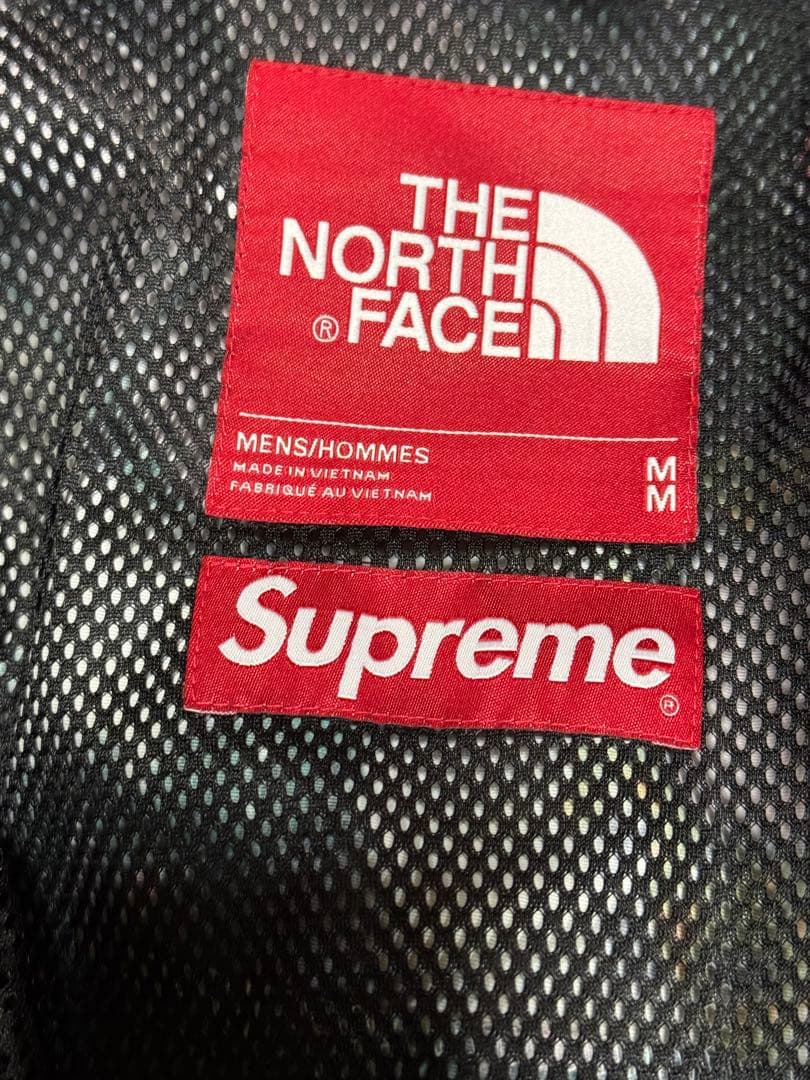 THE
NORTH
® FACE
MENS/HOMMES
MADE IN VIETNAM
FABRIQUÉ AU VIETNAM
M
M
Supreme
®